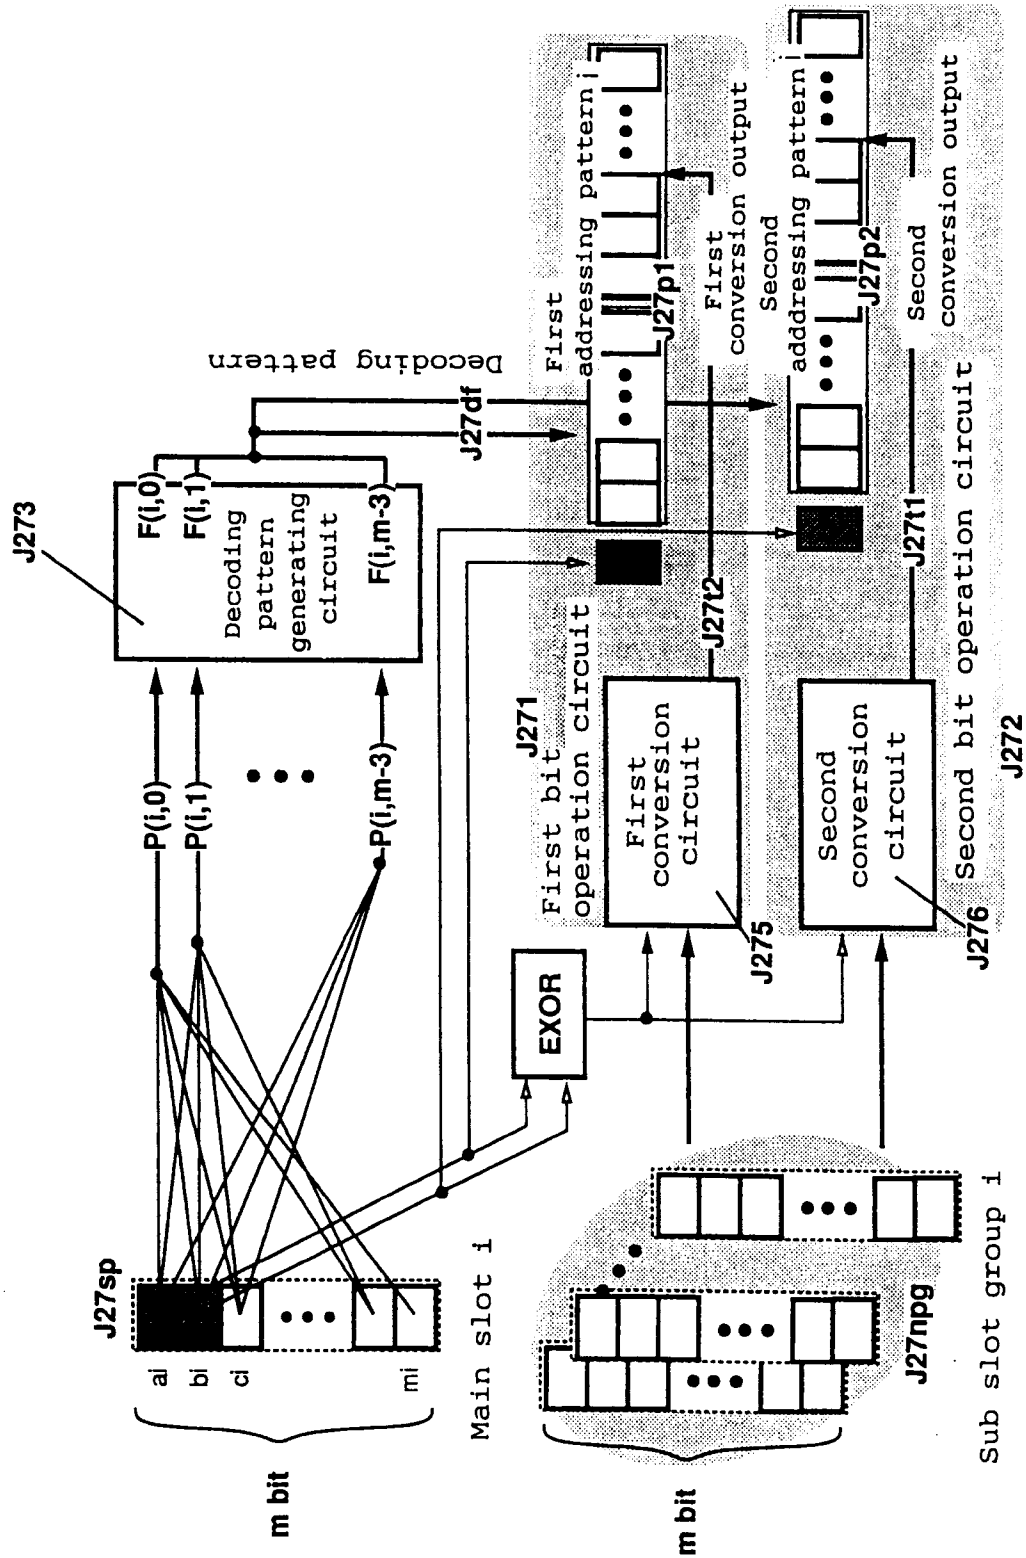 J273
J27sp
ai
bi
ci
mi
m bit
Main slot i
P(i,0)
P(i,1)
P(i,m-3)
Decoding
pattern
generating
circuit
F(i,0)
F(i,1)
F(i,m-3)
Decoding pattern
J27df
EXOR
J271
First bit
operation circuit
First
conversion
circuit
J275
J27t2
First
addressing pattern i
J27p1
First
conversion output
Second
adddressing pattern i
J27p2
Second
conversion output
J27t1
Second
conversion
circuit
J276
Second bit operation circuit
J272
m bit
J27npg
Sub slot group i